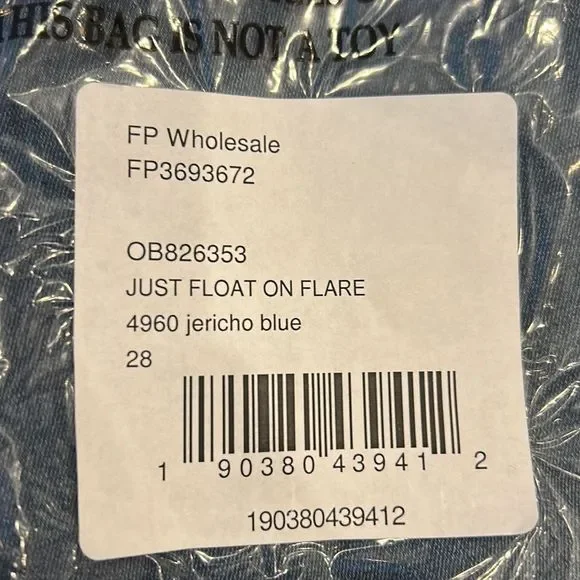 THIS BAG IS NOT A TOY
FP Wholesale
FP3693672
OB826353
JUST FLOAT ON FLARE
4960 jericho blue
28
1 90380 43941 2
190380439412